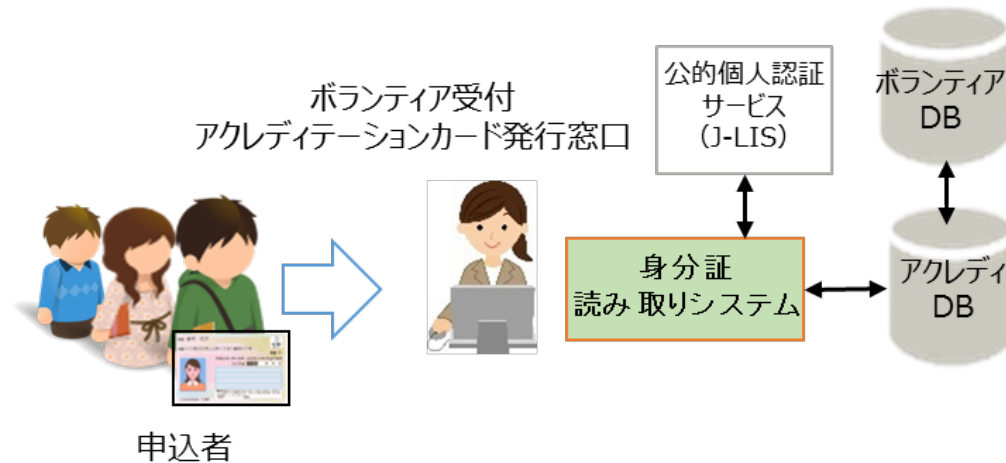 ボランティア受付
アクレディテーションカード発行窓口
公的個人認証
サービス
（J-LIS）
ボランティア
DB
身分証
読み取りシステム
アクレディ
DB
申込者